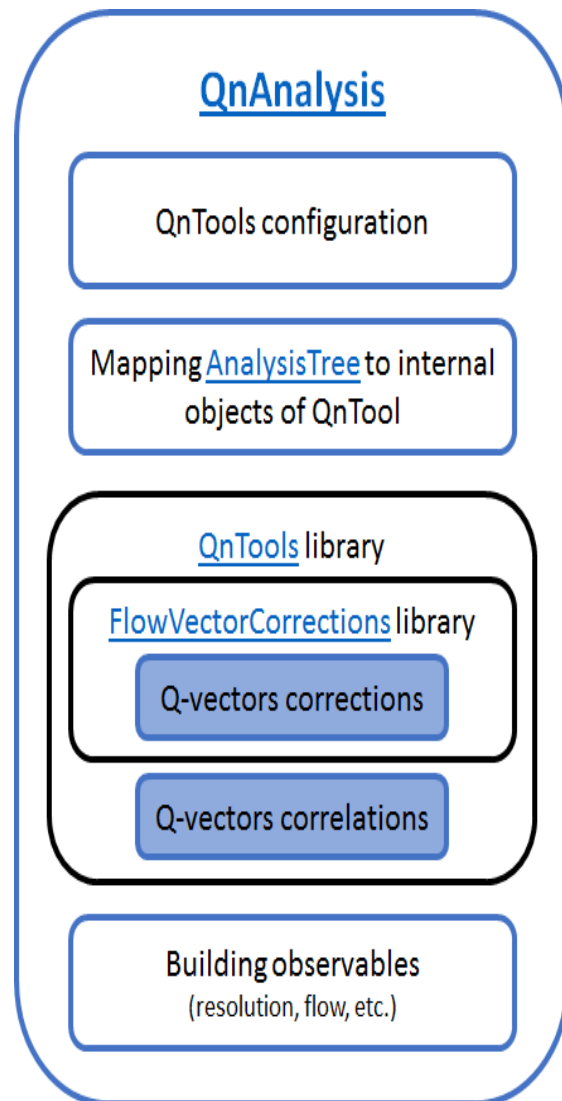 QnAnalysis
QnTools configuration
Mapping AnalysisTree to internal
objects of QnTool
QnTools library
FlowVectorCorrections library
Q-vectors corrections
Q-vectors correlations
Building observables
(resolution, flow, etc.)